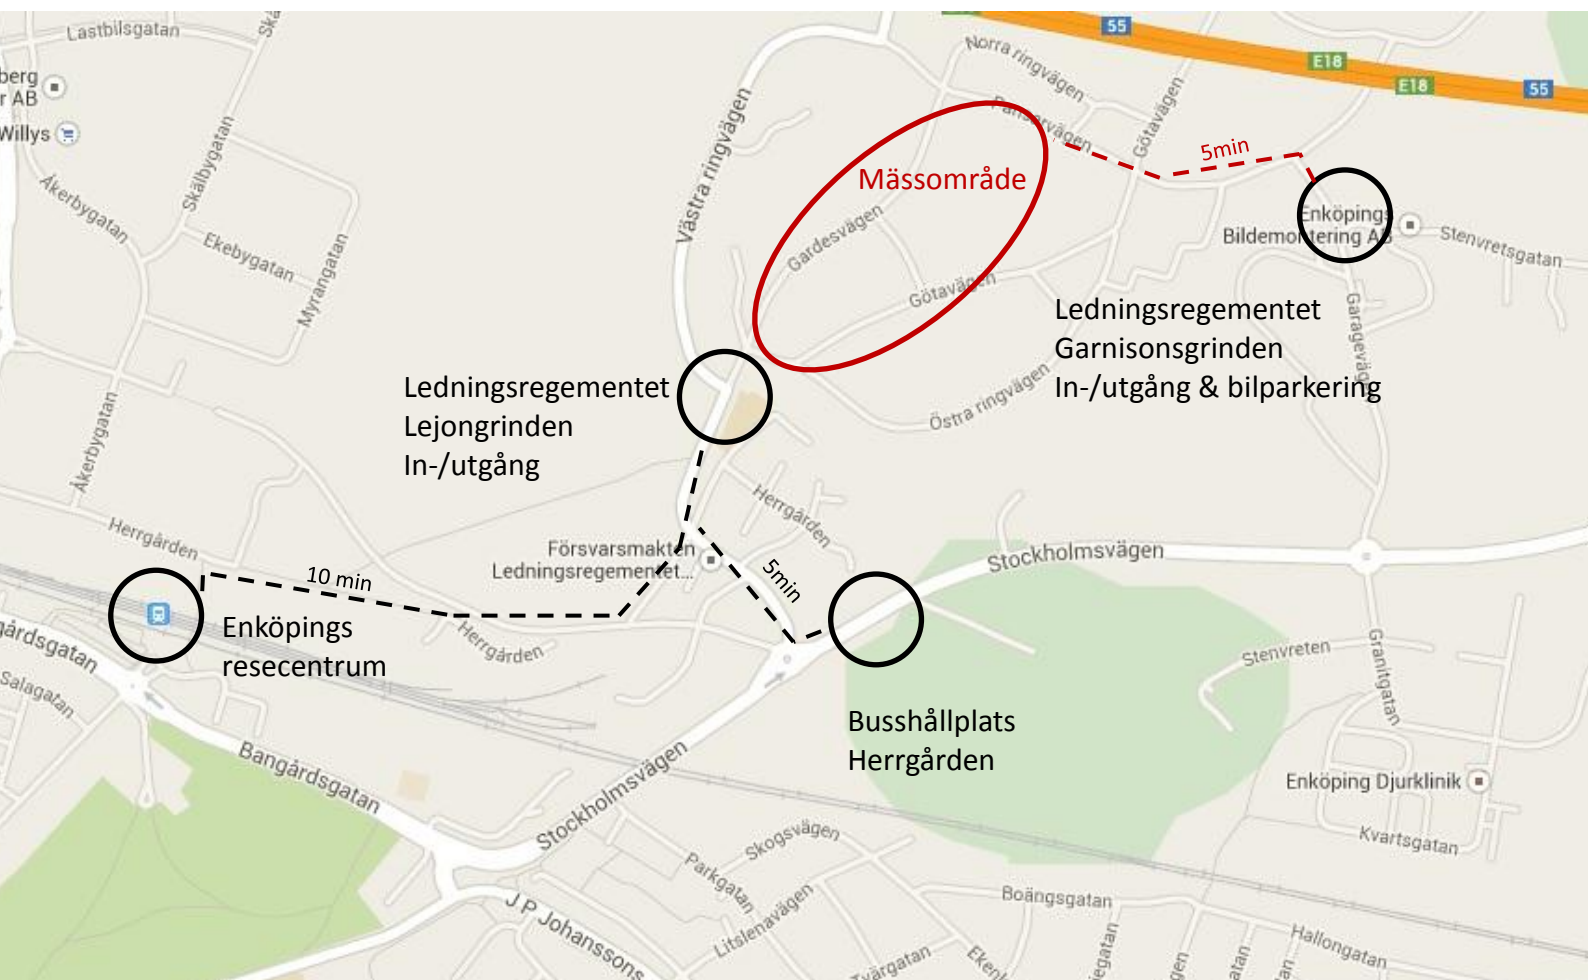 Lastbilsgatan
55
E18
E18
55
Norra ringvägen
Pansarvägen
Götavägen
berg
r AB
Willys
Skälbygatan
Västra ringvägen
5min
Mässområde
Åkerbygatan
Ekebygatan
Myrangatan
Gardesvägen
Götavägen
Enköpings
Bildemontering AB
Stenvretsgatan
Garagevägen
Ledningsregementet
Garnisonsgrinden
In-/utgång & bilparkering
Östra ringvägen
Ledningsregementet
Lejongrinden
In-/utgång
Åkerbygatan
Herrgården
Herrgården
Försvarsmakten
Ledningsregementet...
Stockholmsvägen
10 min
5min
Enköpings
resecentrum
Herrgården
gårdsgatan
Salagatan
Stenvreten
Granitgatan
Busshållplats
Herrgården
Bangårdsgatan
Stockholmsvägen
Enköping Djurklinik
Kvartsgatan
Skogsvägen
Parkgatan
Litslenavägen
Boängsgatan
J P Johanssons
Hallongatan